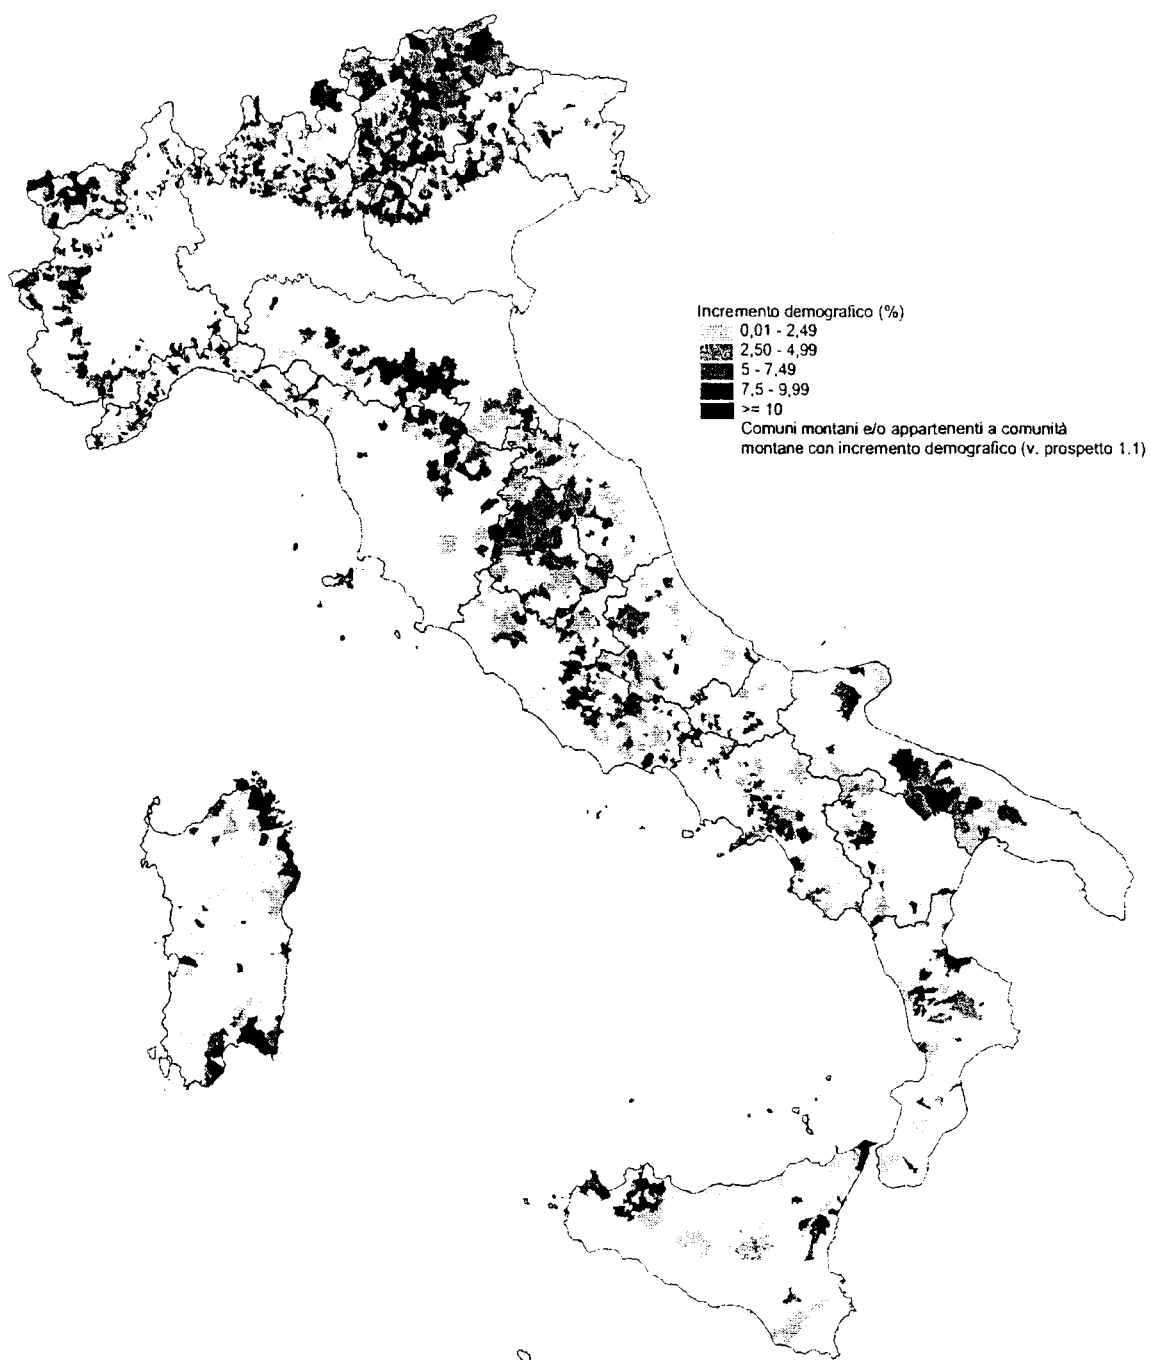 Incremento demografico (%)
0,01 - 2,49
2,50 - 4,99
5 - 7,49
7,5 - 9,99
>= 10
Comuni montani e/o appartenenti a comunità
montane con incremento demografico (v. prospetto 1.1)